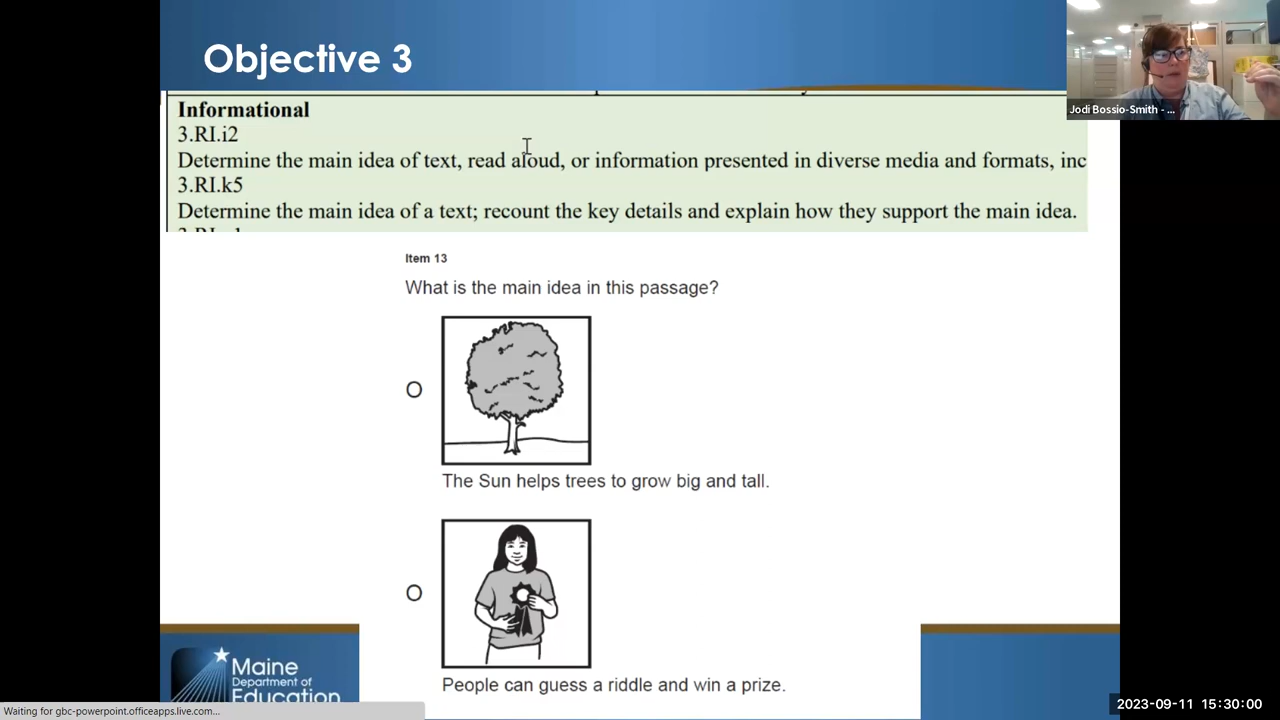 Objective 3
Jodi Bossio-Smith - ...
Informational
3.RI.i2
Determine the main idea of text, read aloud, or information presented in diverse media and formats, inc
3.RI.k5
Determine the main idea of a text; recount the key details and explain how they support the main idea.
Item 13
What is the main idea in this passage?
O
The Sun helps trees to grow big and tall.
O
People can guess a riddle and win a prize.
Maine
Department of
Education
Waiting for gbc-powerpoint.officeapps.live.com...
2023-09-11 15:30:00